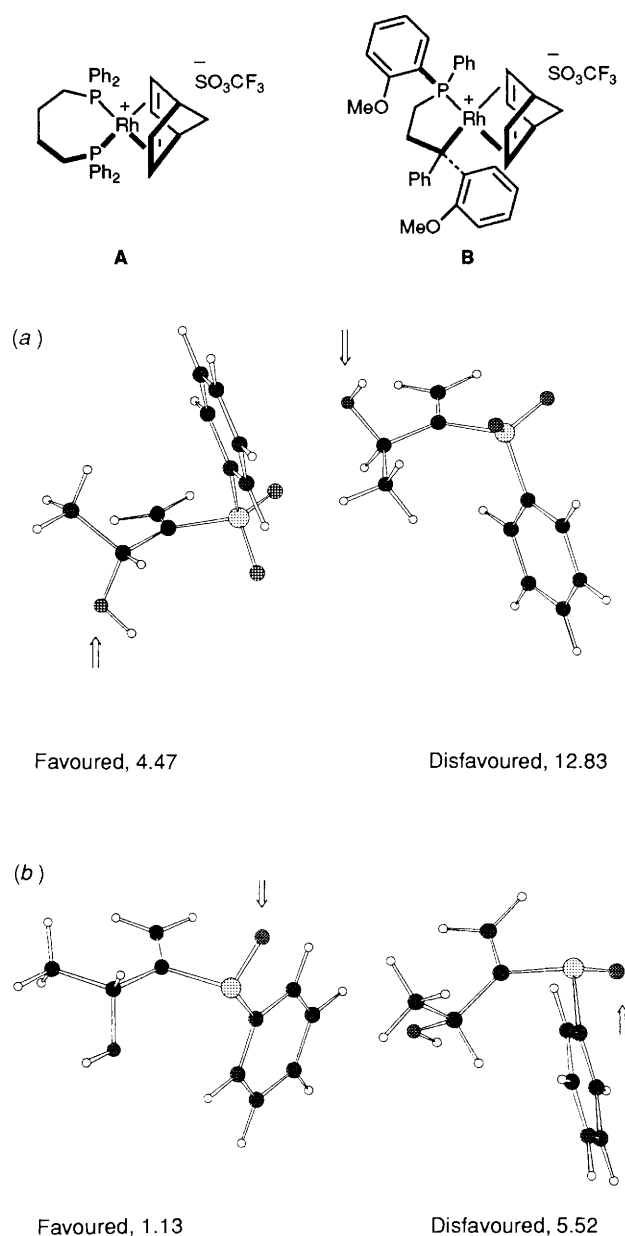 Ph2
P
+
Rh
P
Ph2
−
SO3CF3
A
Ph
P
MeO
+
Rh
Ph
MeO
−
SO3CF3
B
(a)
Favoured, 4.47
Disfavoured, 12.83
(b)
Favoured, 1.13
Disfavoured, 5.52